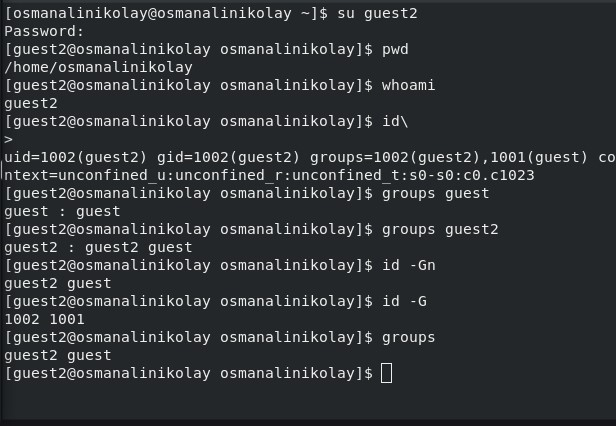 [osmanalinikolay@osmanalinikolay ~]$ su guest2
Password:
[guest2@osmanalinikolay osmanalinikolay]$ pwd
/home/osmanalinikolay
[guest2@osmanalinikolay osmanalinikolay]$ whoami
guest2
[guest2@osmanalinikolay osmanalinikolay]$ id\
>
uid=1002(guest2) gid=1002(guest2) groups=1002(guest2),1001(guest) co
ntext=unconfined_u:unconfined_r:unconfined_t:s0-s0:c0.c1023
[guest2@osmanalinikolay osmanalinikolay]$ groups guest
guest : guest
[guest2@osmanalinikolay osmanalinikolay]$ groups guest2
guest2 : guest2 guest
[guest2@osmanalinikolay osmanalinikolay]$ id -Gn
guest2 guest
[guest2@osmanalinikolay osmanalinikolay]$ id -G
1002 1001
[guest2@osmanalinikolay osmanalinikolay]$ groups
guest2 guest
[guest2@osmanalinikolay osmanalinikolay]$